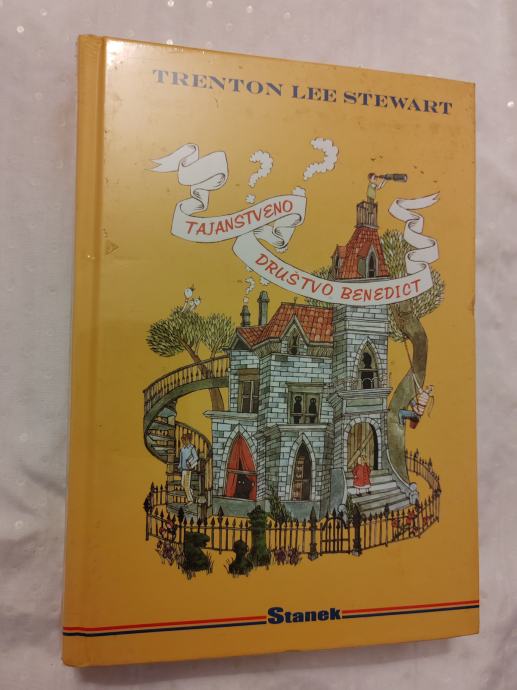 TRENTON LEE STEWART
TAJANSTVENO
DRUŠTVO BENEDICT
Stanek